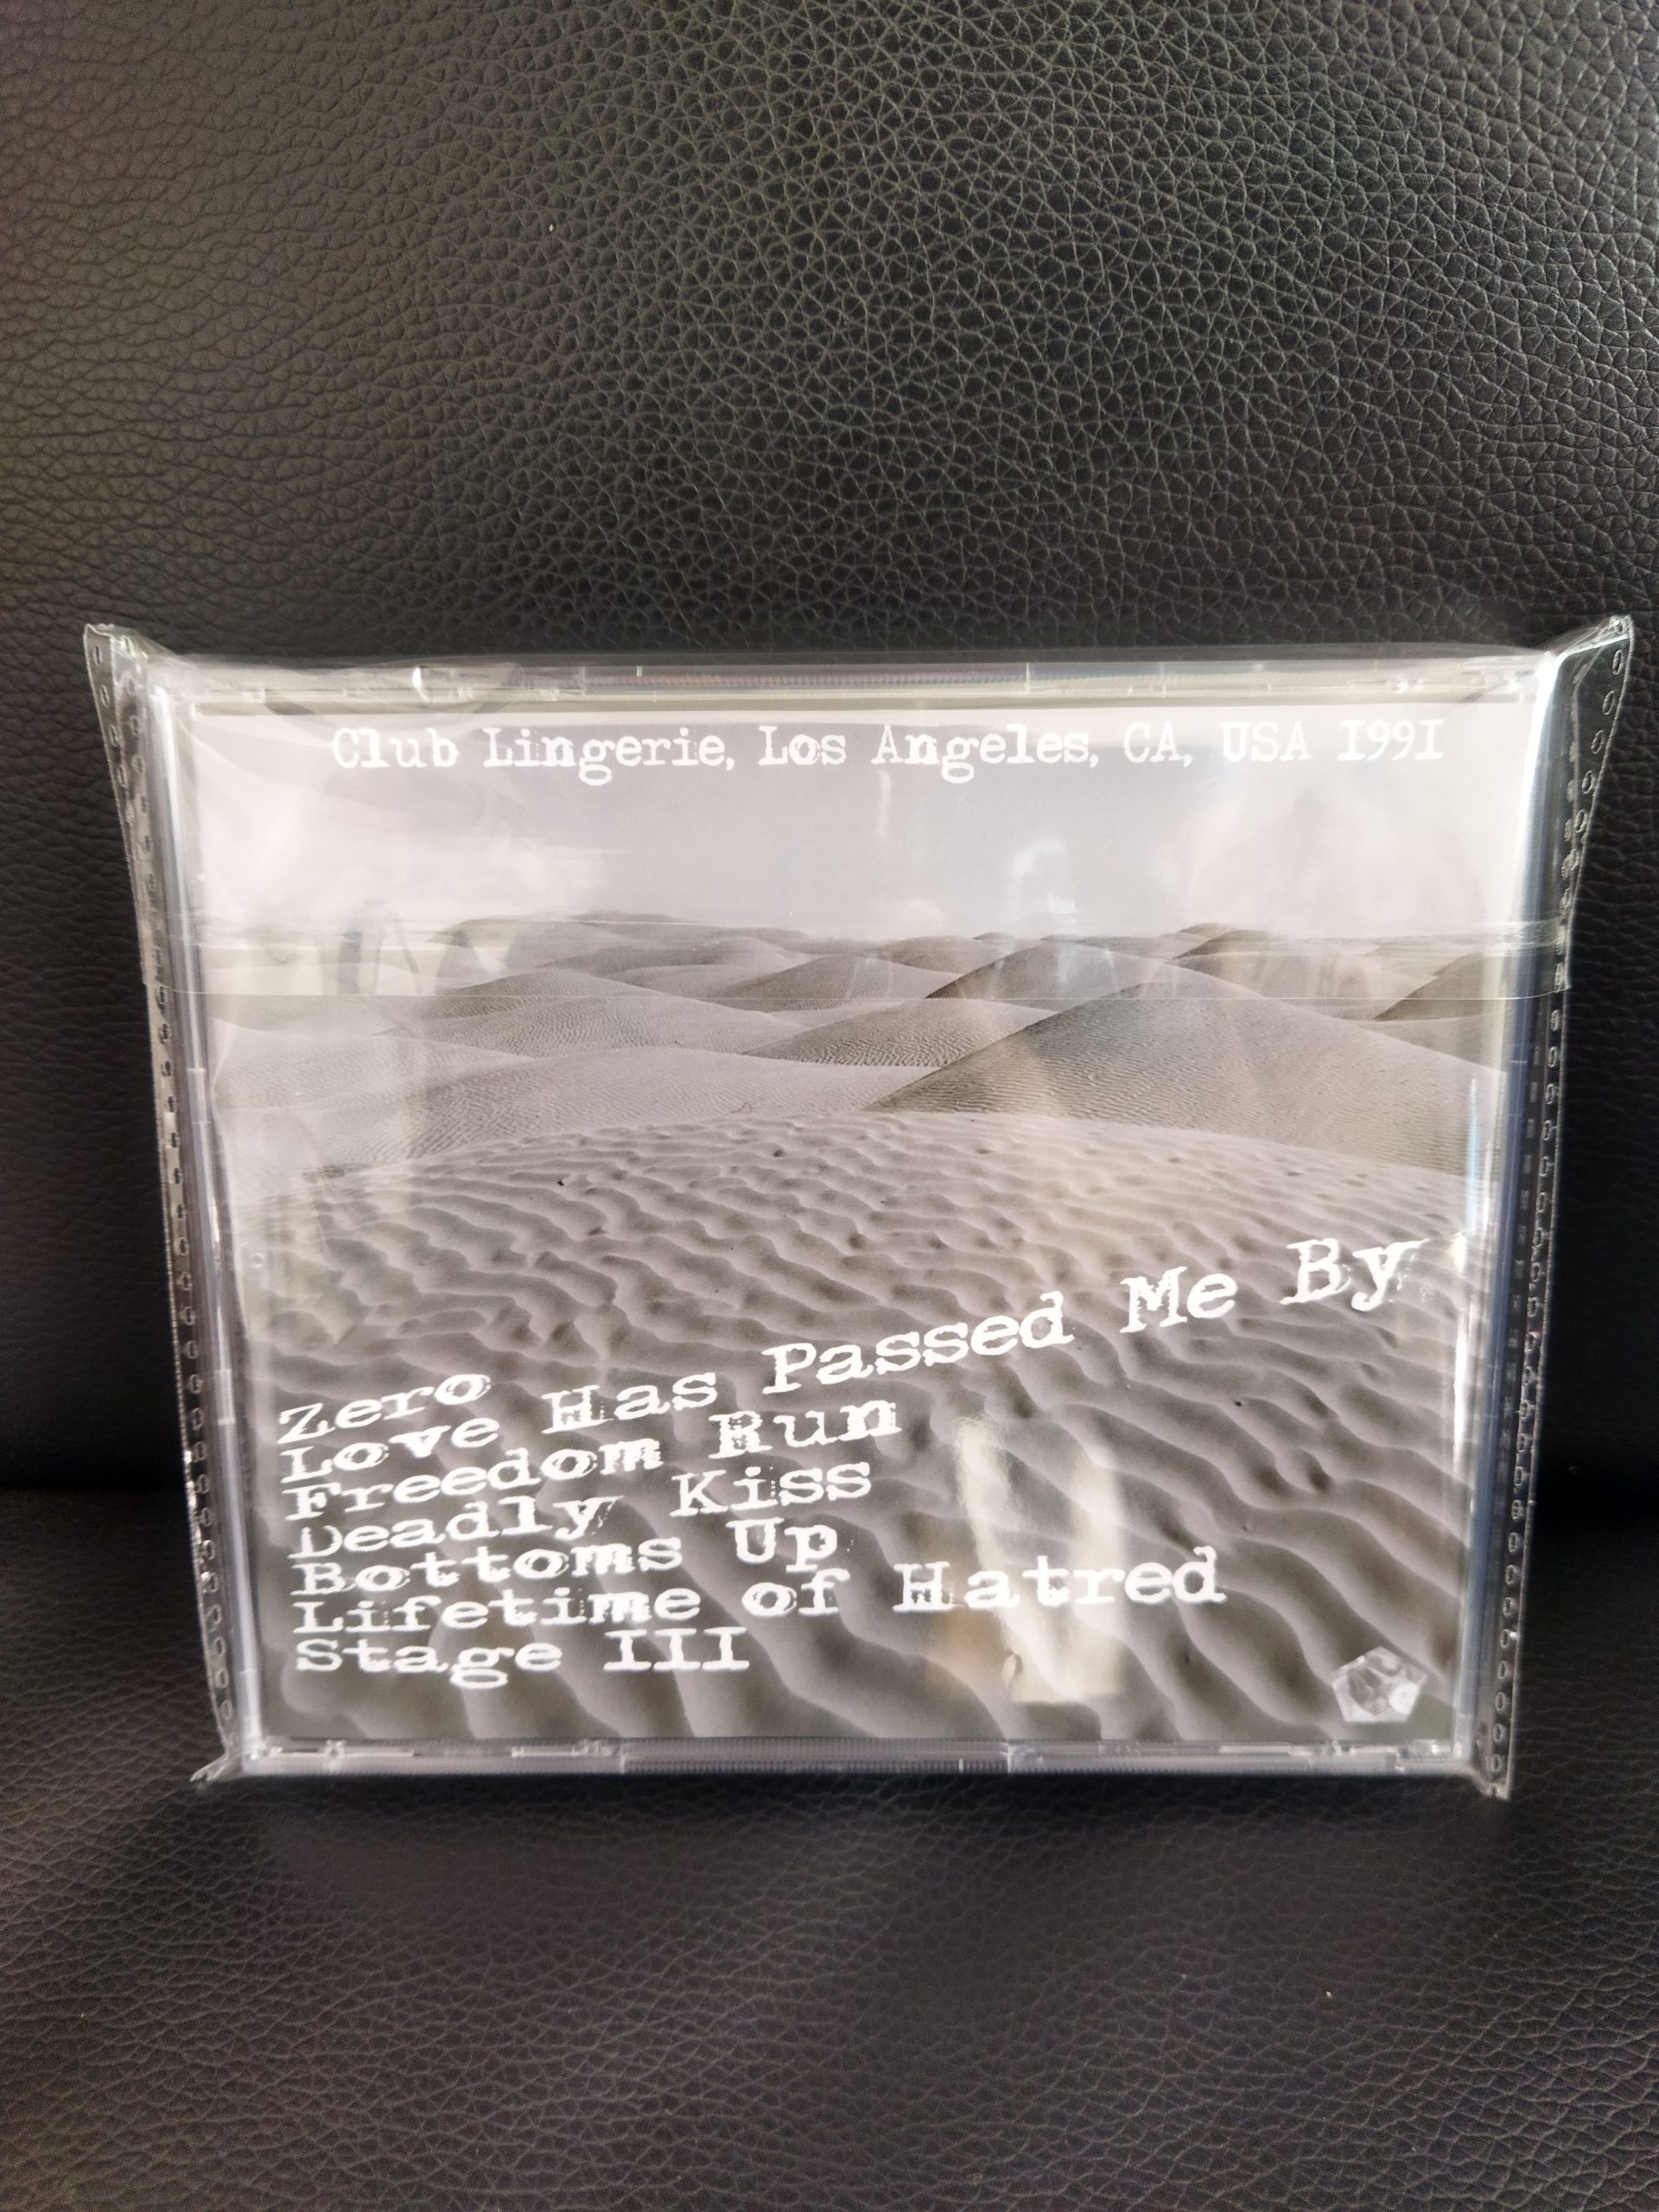 Club Lingerie, Los Angeles, CA, USA 1991
Zero
Love Has Passed Me By
Freedom Run
Deadly Kiss
Bottoms Up
Lifetime of Hatred
Stage III